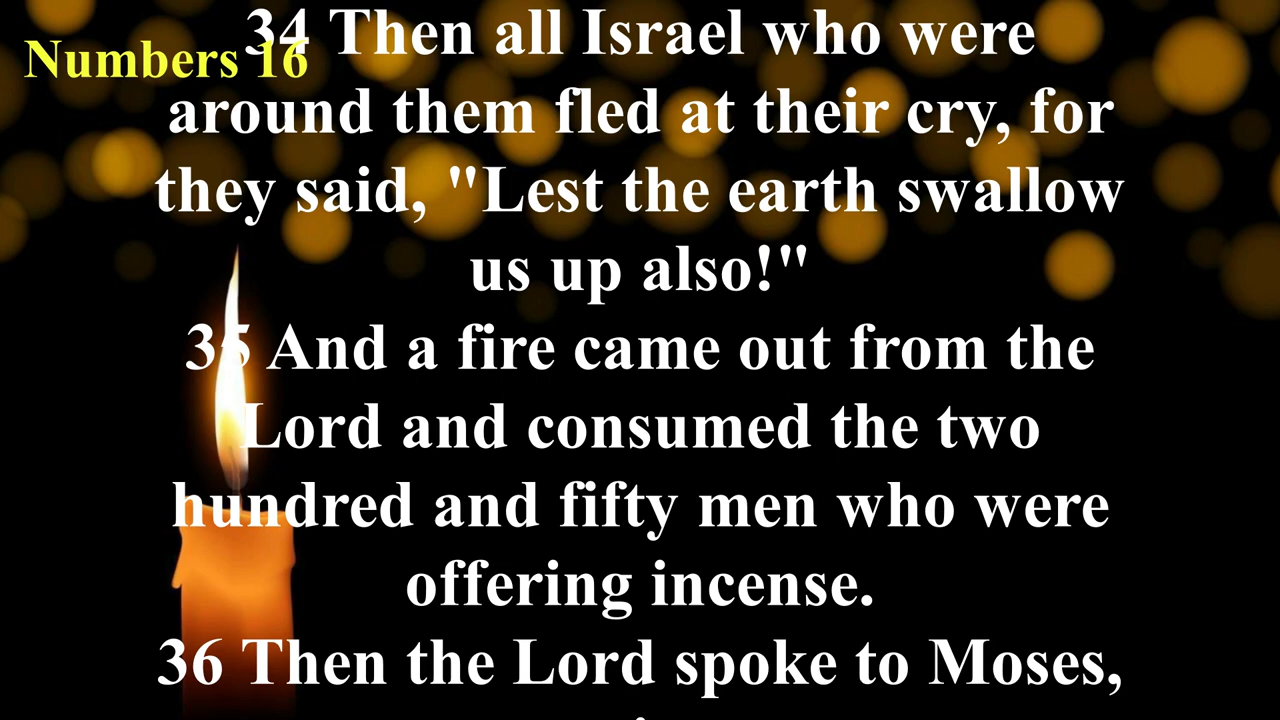 Numbers 16
34 Then all Israel who were
around them fled at their cry, for
they said, "Lest the earth swallow
us up also!"
35 And a fire came out from the
Lord and consumed the two
hundred and fifty men who were
offering incense.
36 Then the Lord spoke to Moses,